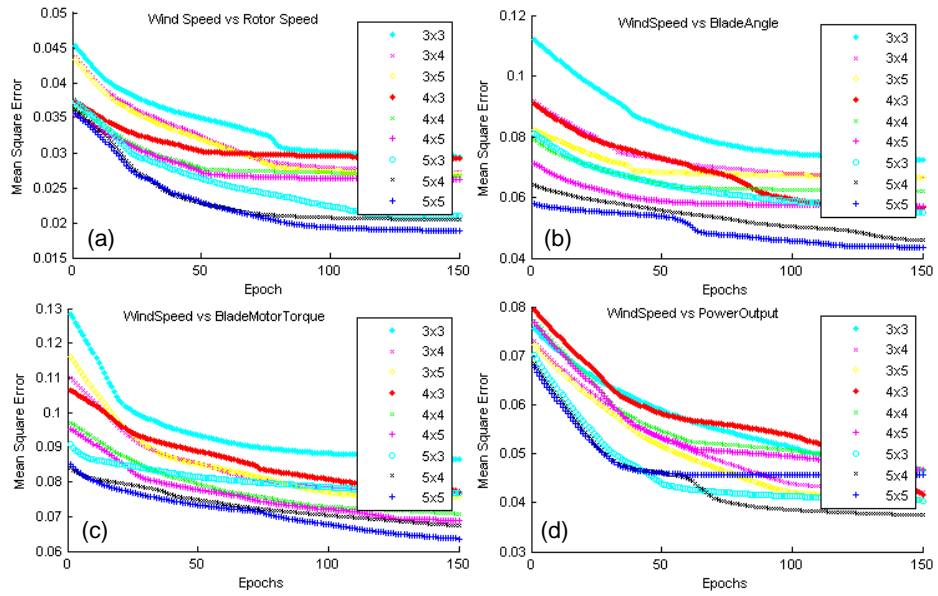 Wind Speed vs Rotor Speed
Mean Square Error
0.05
0.045
0.04
0.035
0.03
0.025
0.02
0.015
0
50
100
150
Epoch
3x3
3x4
3x5
4x3
4x4
4x5
5x3
5x4
5x5
(a)
WindSpeed vs BladeAngle
Mean Square Error
0.12
0.1
0.08
0.06
0.04
0
50
100
150
Epochs
3x3
3x4
3x5
4x3
4x4
4x5
5x3
5x4
5x5
(b)
WindSpeed vs BladeMotorTorque
Mean Square Error
0.13
0.12
0.11
0.1
0.09
0.08
0.07
0.06
0
50
100
150
Epochs
3x3
3x4
3x5
4x3
4x4
4x5
5x3
5x4
5x5
(c)
WindSpeed vs PowerOutput
Mean Square Error
0.08
0.07
0.06
0.05
0.04
0.03
0
50
100
150
Epochs
3x3
3x4
3x5
4x3
4x4
4x5
5x3
5x4
5x5
(d)